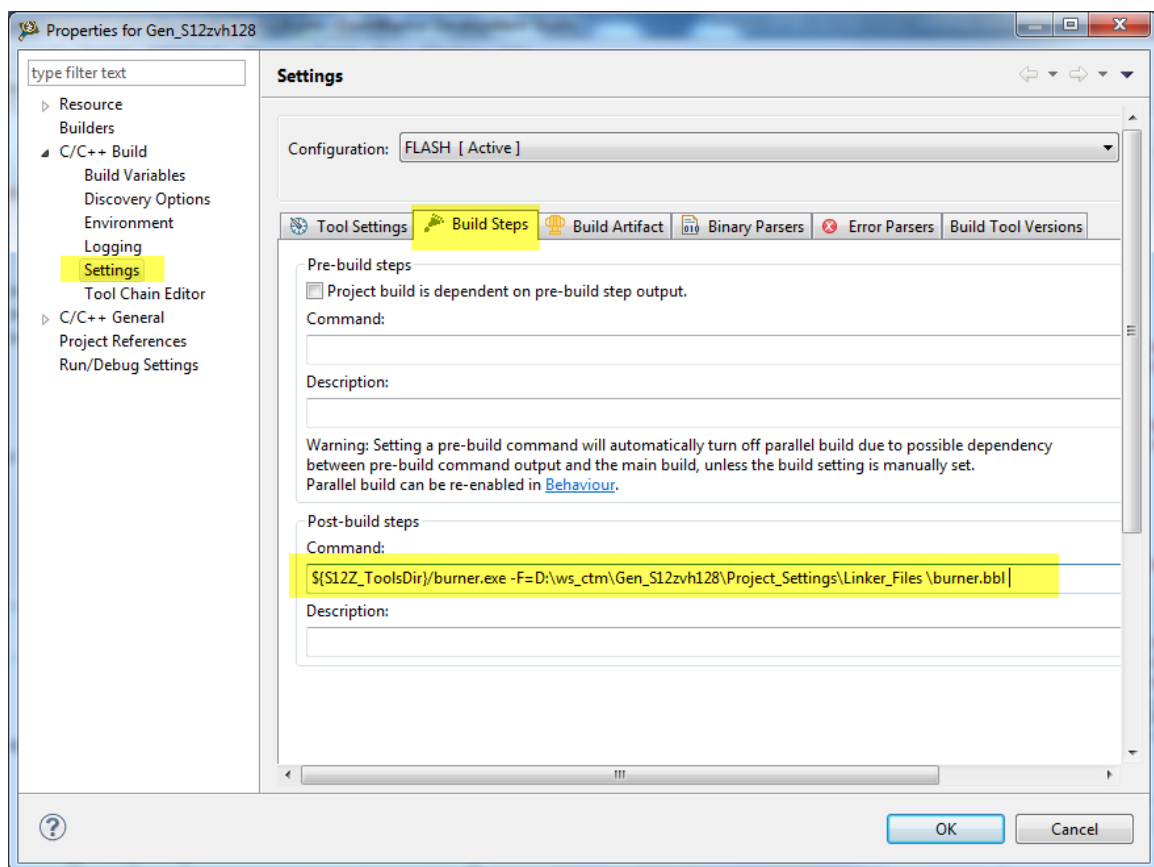 Properties for Gen_S12zvh128
type filter text
Resource
Builders
C/C++ Build
Build Variables
Discovery Options
Environment
Logging
Settings
Tool Chain Editor
C/C++ General
Project References
Run/Debug Settings
Settings
Configuration: FLASH [ Active ]
Tool Settings Build Steps Build Artifact Binary Parsers Error Parsers Build Tool Versions
Pre-build steps
Project build is dependent on pre-build step output.
Command:
Description:
Warning: Setting a pre-build command will automatically turn off parallel build due to possible dependency
between pre-build command output and the main build, unless the build setting is manually set.
Parallel build can be re-enabled in Behaviour.
Post-build steps
Command:
${S12Z_ToolsDir}/burner.exe -F=D:\ws_ctm\Gen_S12zvh128\Project_Settings\Linker_Files \burner.bbl
Description:
OK Cancel